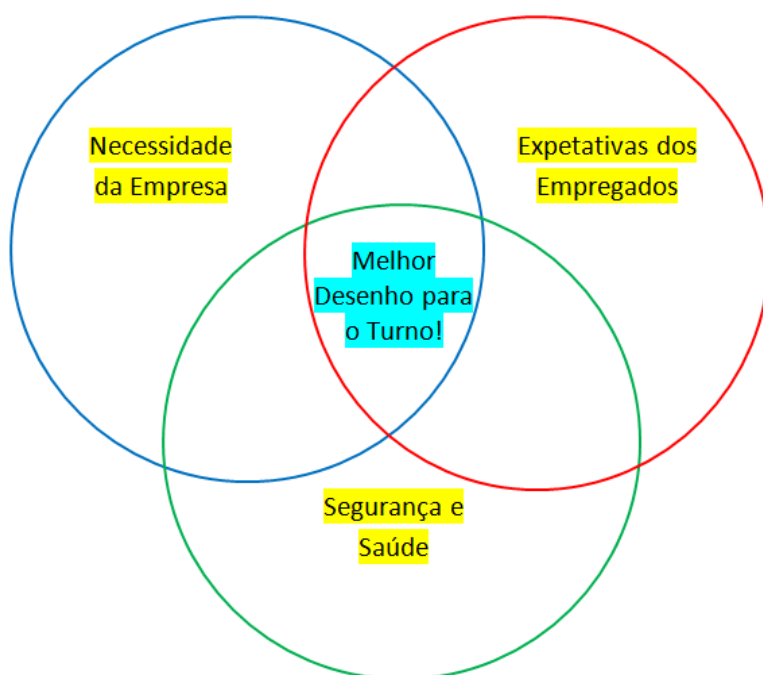 Necessidade
da Empresa
Expetativas dos
Empregados
Melhor
Desenho para
o Turno!
Segurança e
Saúde